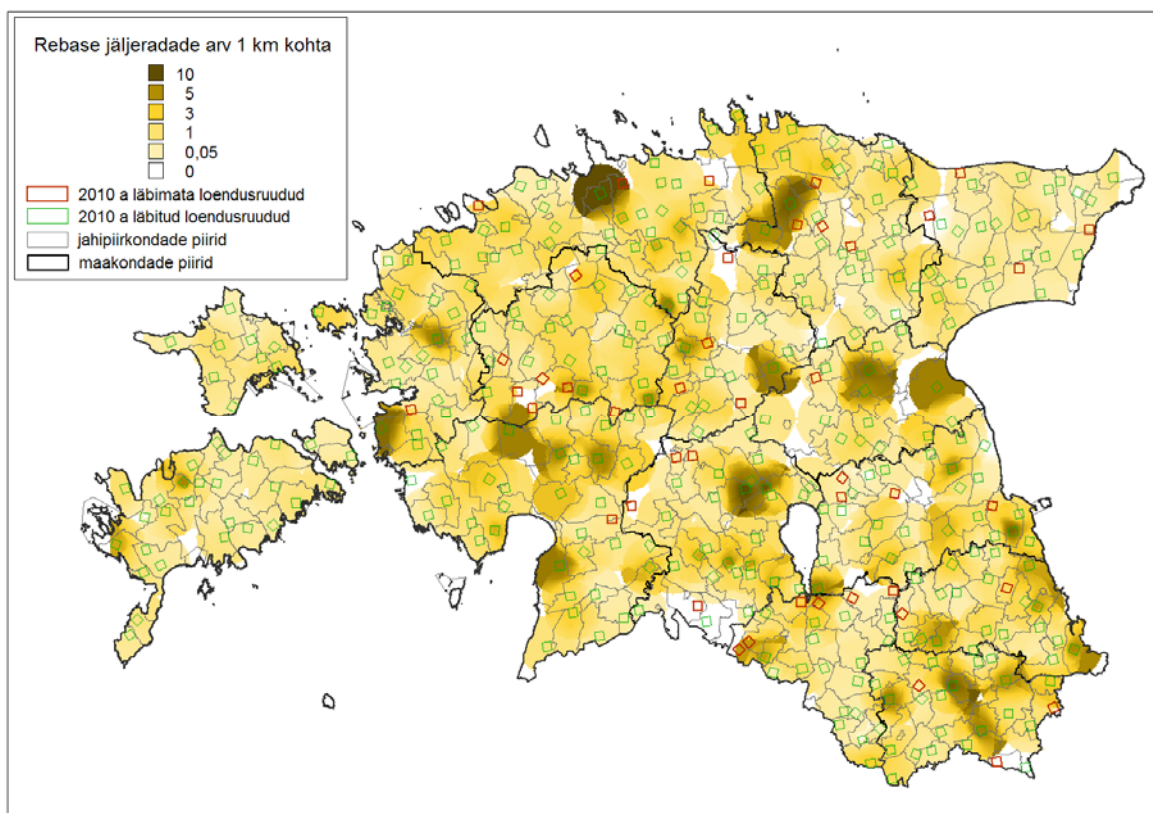 Rebase jäljeradade arv 1 km kohta
10
5
3
1
0,05
0
2010 a läbimata loendusruudud
2010 a läbitud loendusruudud
jahipiirkondade piirid
maakondade piirid